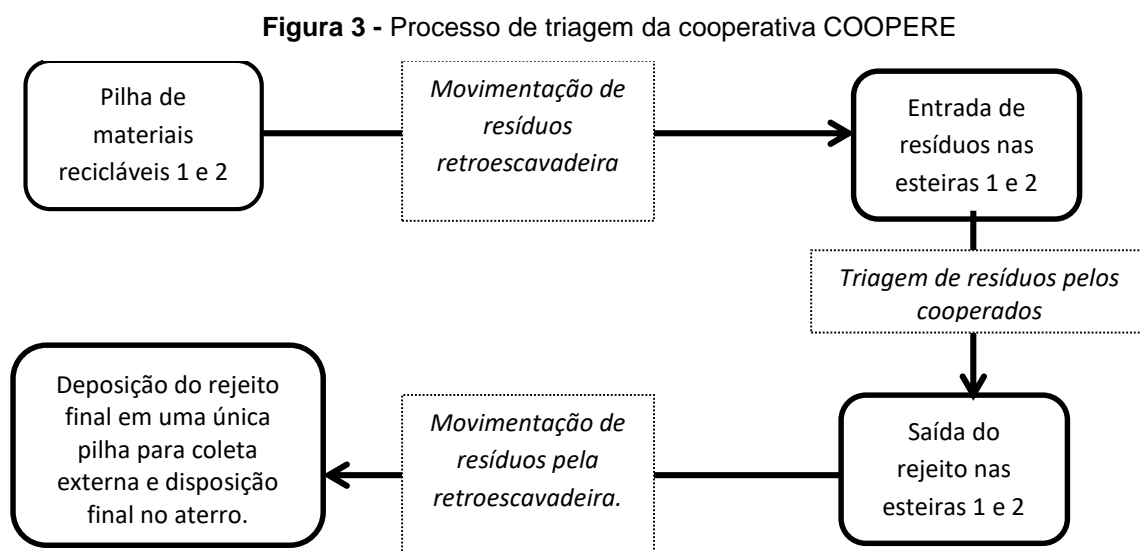 Figura 3 - Processo de triagem da cooperativa COOPERE
Pilha de
materiais
recicláveis 1 e 2
Movimentação de
resíduos
retroescavadeira
Entrada de
resíduos nas
esteiras 1 e 2
Triagem de resíduos pelos
cooperados
Saída do
rejeito nas
esteiras 1 e 2
Movimentação de
resíduos pela
retroescavadeira.
Deposição do rejeito
final em uma única
pilha para coleta
externa e disposição
final no aterro.